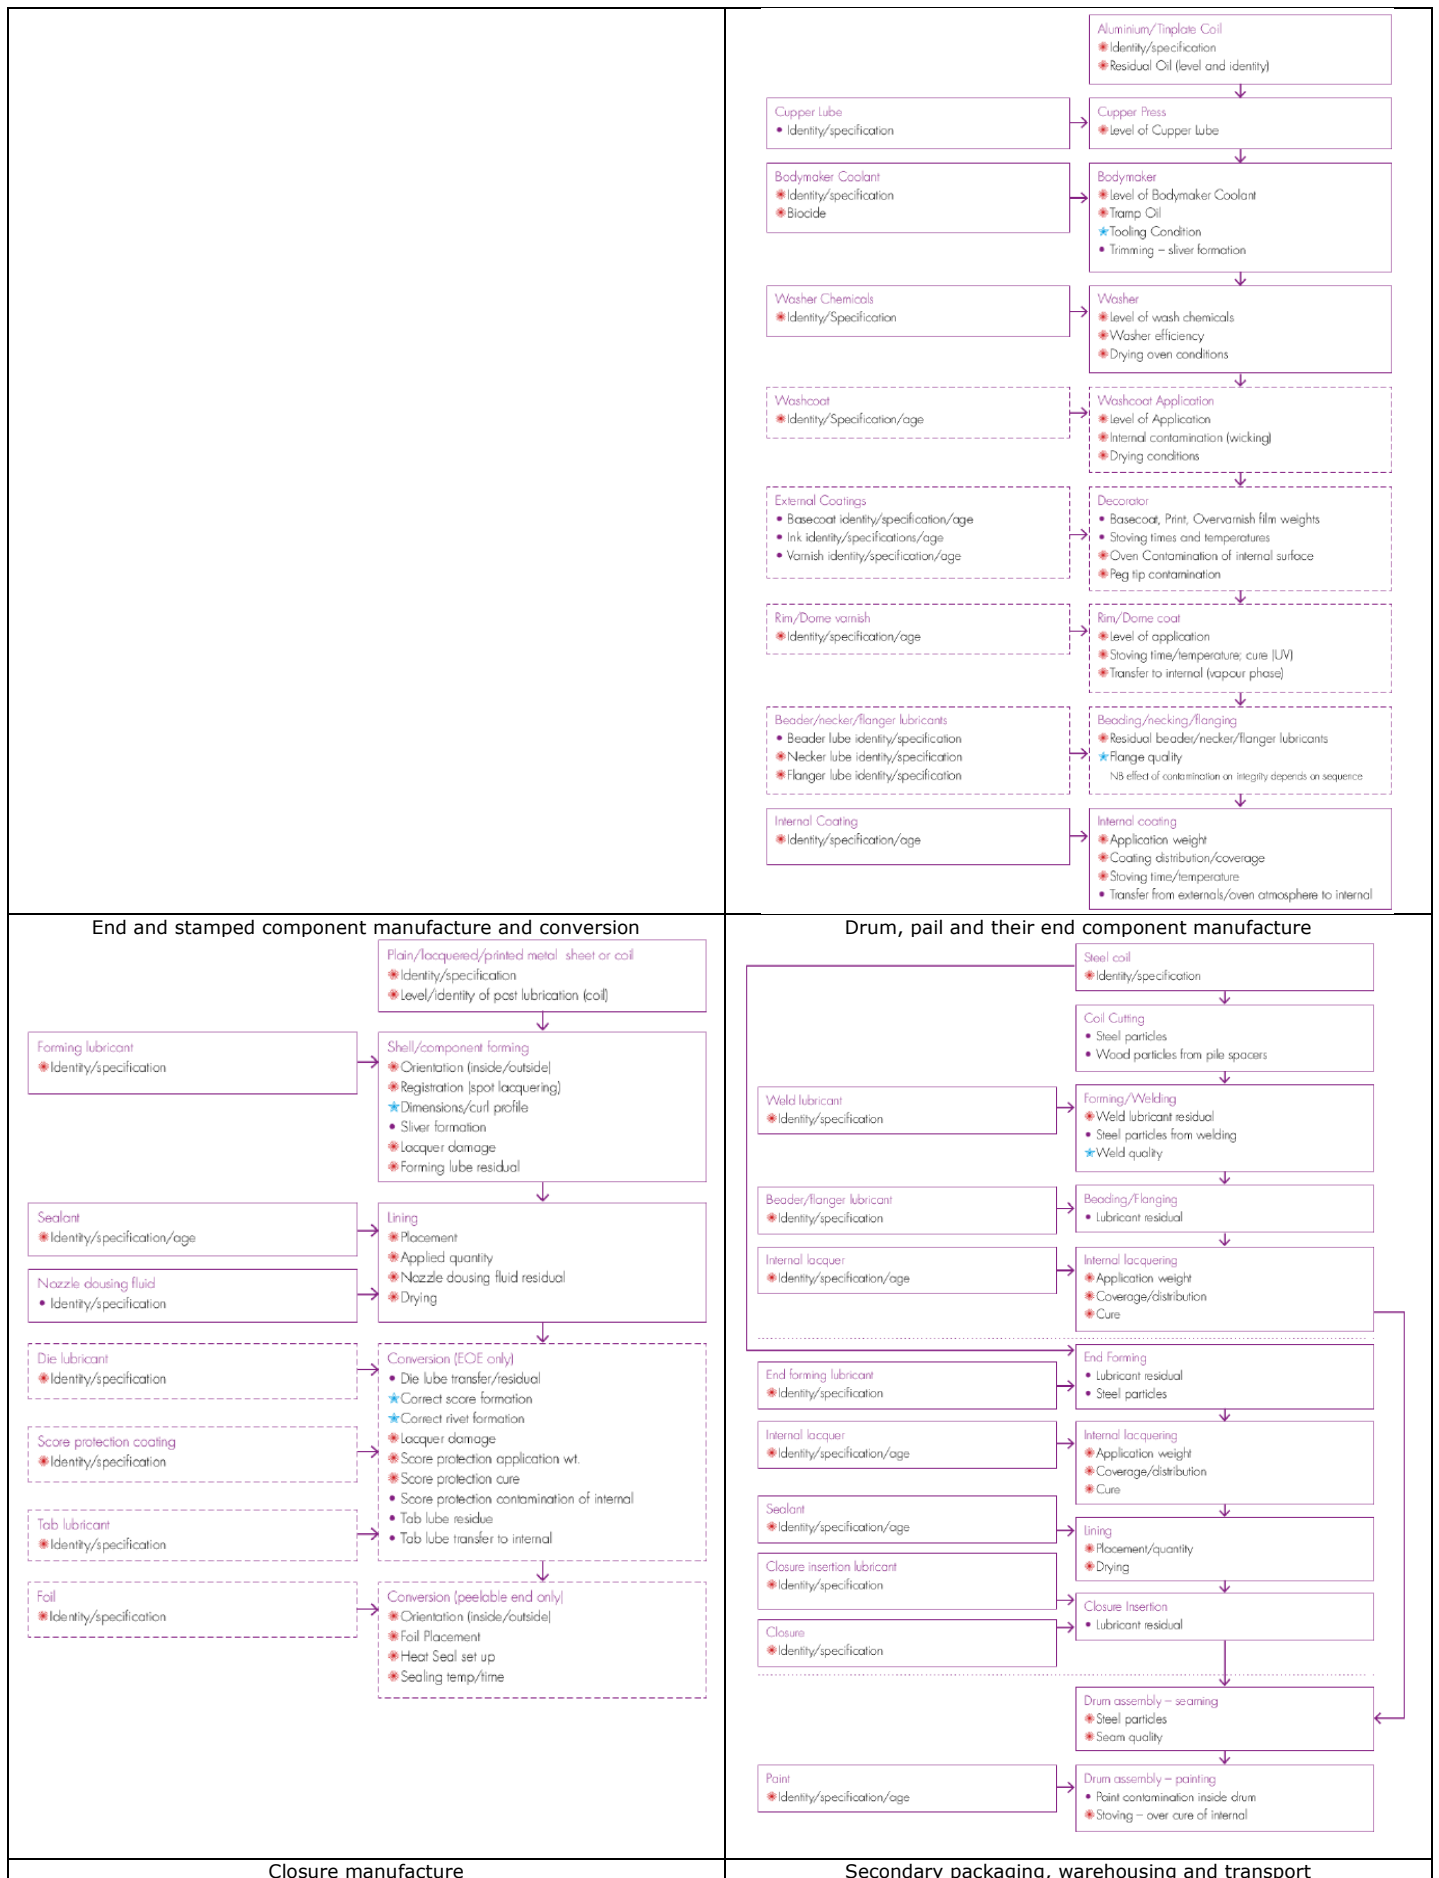 Aluminium/Tinplate Coil
Identity/specification
Residual Oil (level and identity)
Cupper Lube
• Identity/specification
Cupper Press
Level of Cupper Lube
Bodymaker Coolant
Identity/specification
Biocide
Bodymaker
Level of Bodymaker Coolant
Tramp Oil
Tooling Condition
• Trimming – sliver formation
Washer Chemicals
Identity/Specification
Washer
Level of wash chemicals
Washer efficiency
Drying oven conditions
Washcoat
Identity/Specification/age
Washcoat Application
Level of Application
Internal contamination (wicking)
Drying conditions
External Coatings
• Basecoat identity/specification/age
• Ink identity/specifications/age
• Varnish identity/specification/age
Decorator
• Basecoat, Print, Overvarnish film weights
• Stoving times and temperatures
Oven Contamination of internal surface
Peg tip contamination
Rim/Dome varnish
Identity/specification/age
Rim/Dome coat
Level of application
Stoving time/temperature; cure (UV)
Transfer to internal (vapour phase)
Beader/necker/flanger lubricants
• Beader lube identity/specification
Necker lube identity/specification
Flanger lube identity/specification
Beading/necking/flanging
Residual beader/necker/flanger lubricants
Flange quality
NB effect of contamination on integrity depends on sequence
Internal Coating
Identity/specification/age
Internal coating
Application weight
Coating distribution/coverage
Stoving time/temperature
• Transfer from externals/oven atmosphere to internal
End and stamped component manufacture and conversion
Plain/lacquered/printed metal sheet or coil
Identity/specification
Level/identity of post lubrication (coil)
Forming lubricant
Identity/specification
Shell/component forming
Orientation (inside/outside)
Registration (spot lacquering)
Dimensions/curl profile
• Sliver formation
Lacquer damage
Forming lube residual
Sealant
Identity/specification/age
Nozzle dousing fluid
• Identity/specification
Lining
Placement
Applied quantity
Nozzle dousing fluid residual
Drying
Die lubricant
Identity/specification
Score protection coating
Identity/specification
Tab lubricant
Identity/specification
Conversion (EOE only)
• Die lube transfer/residual
Correct score formation
Correct rivet formation
Lacquer damage
Score protection application wt.
Score protection cure
• Score protection contamination of internal
• Tab lube residue
• Tab lube transfer to internal
Foil
Identity/specification
Conversion (peelable end only)
Orientation (inside/outside)
Foil Placement
Heat Seal set up
Sealing temp/time
Drum, pail and their end component manufacture
Steel coil
Identity/specification
Coil Cutting
• Steel particles
• Wood particles from pile spacers
Weld lubricant
Identity/specification
Forming/Welding
Weld lubricant residual
• Steel particles from welding
Weld quality
Beader/flanger lubricant
Identity/specification
Beading/Flanging
• Lubricant residual
Internal lacquer
Identity/specification/age
Internal lacquering
Application weight
Coverage/distribution
Cure
End forming lubricant
Identity/specification
End Forming
• Lubricant residual
• Steel particles
Internal lacquer
Identity/specification/age
Internal lacquering
Application weight
Coverage/distribution
Cure
Sealant
Identity/specification/age
Lining
Placement/quantity
Drying
Closure insertion lubricant
Identity/specification
Closure
Identity/specification
Closure Insertion
• Lubricant residual
Drum assembly – seaming
Steel particles
Seam quality
Paint
Identity/specification/age
Drum assembly – painting
• Paint contamination inside drum
Stoving – over cure of internal
Closure manufacture
Secondary packaging, warehousing and transport